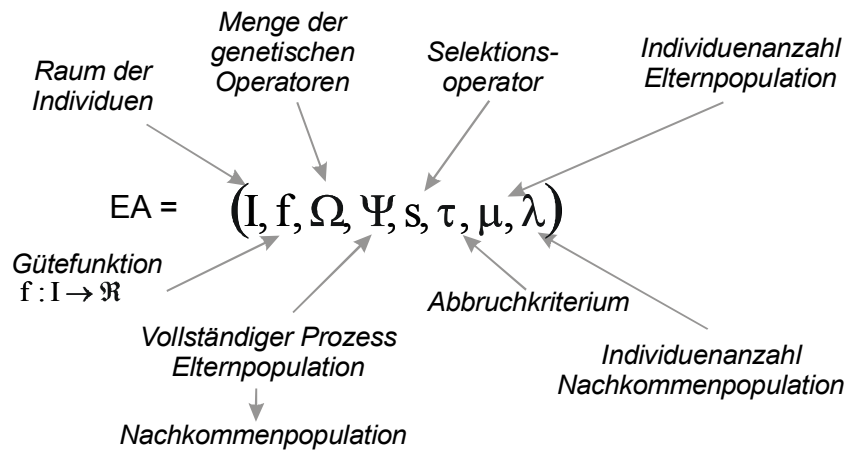 Raum der
Individuen
Menge der
genetischen
Operatoren
Selektions-
operator
Individuenanzahl
Elternpopulation
EA = (I, f, Ω, Ψ, s, τ, μ, λ)
Gütefunktion
f : I → ℜ
Vollständiger Prozess
Elternpopulation
Nachkommenpopulation
Abbruchkriterium
Individuenanzahl
Nachkommenpopulation